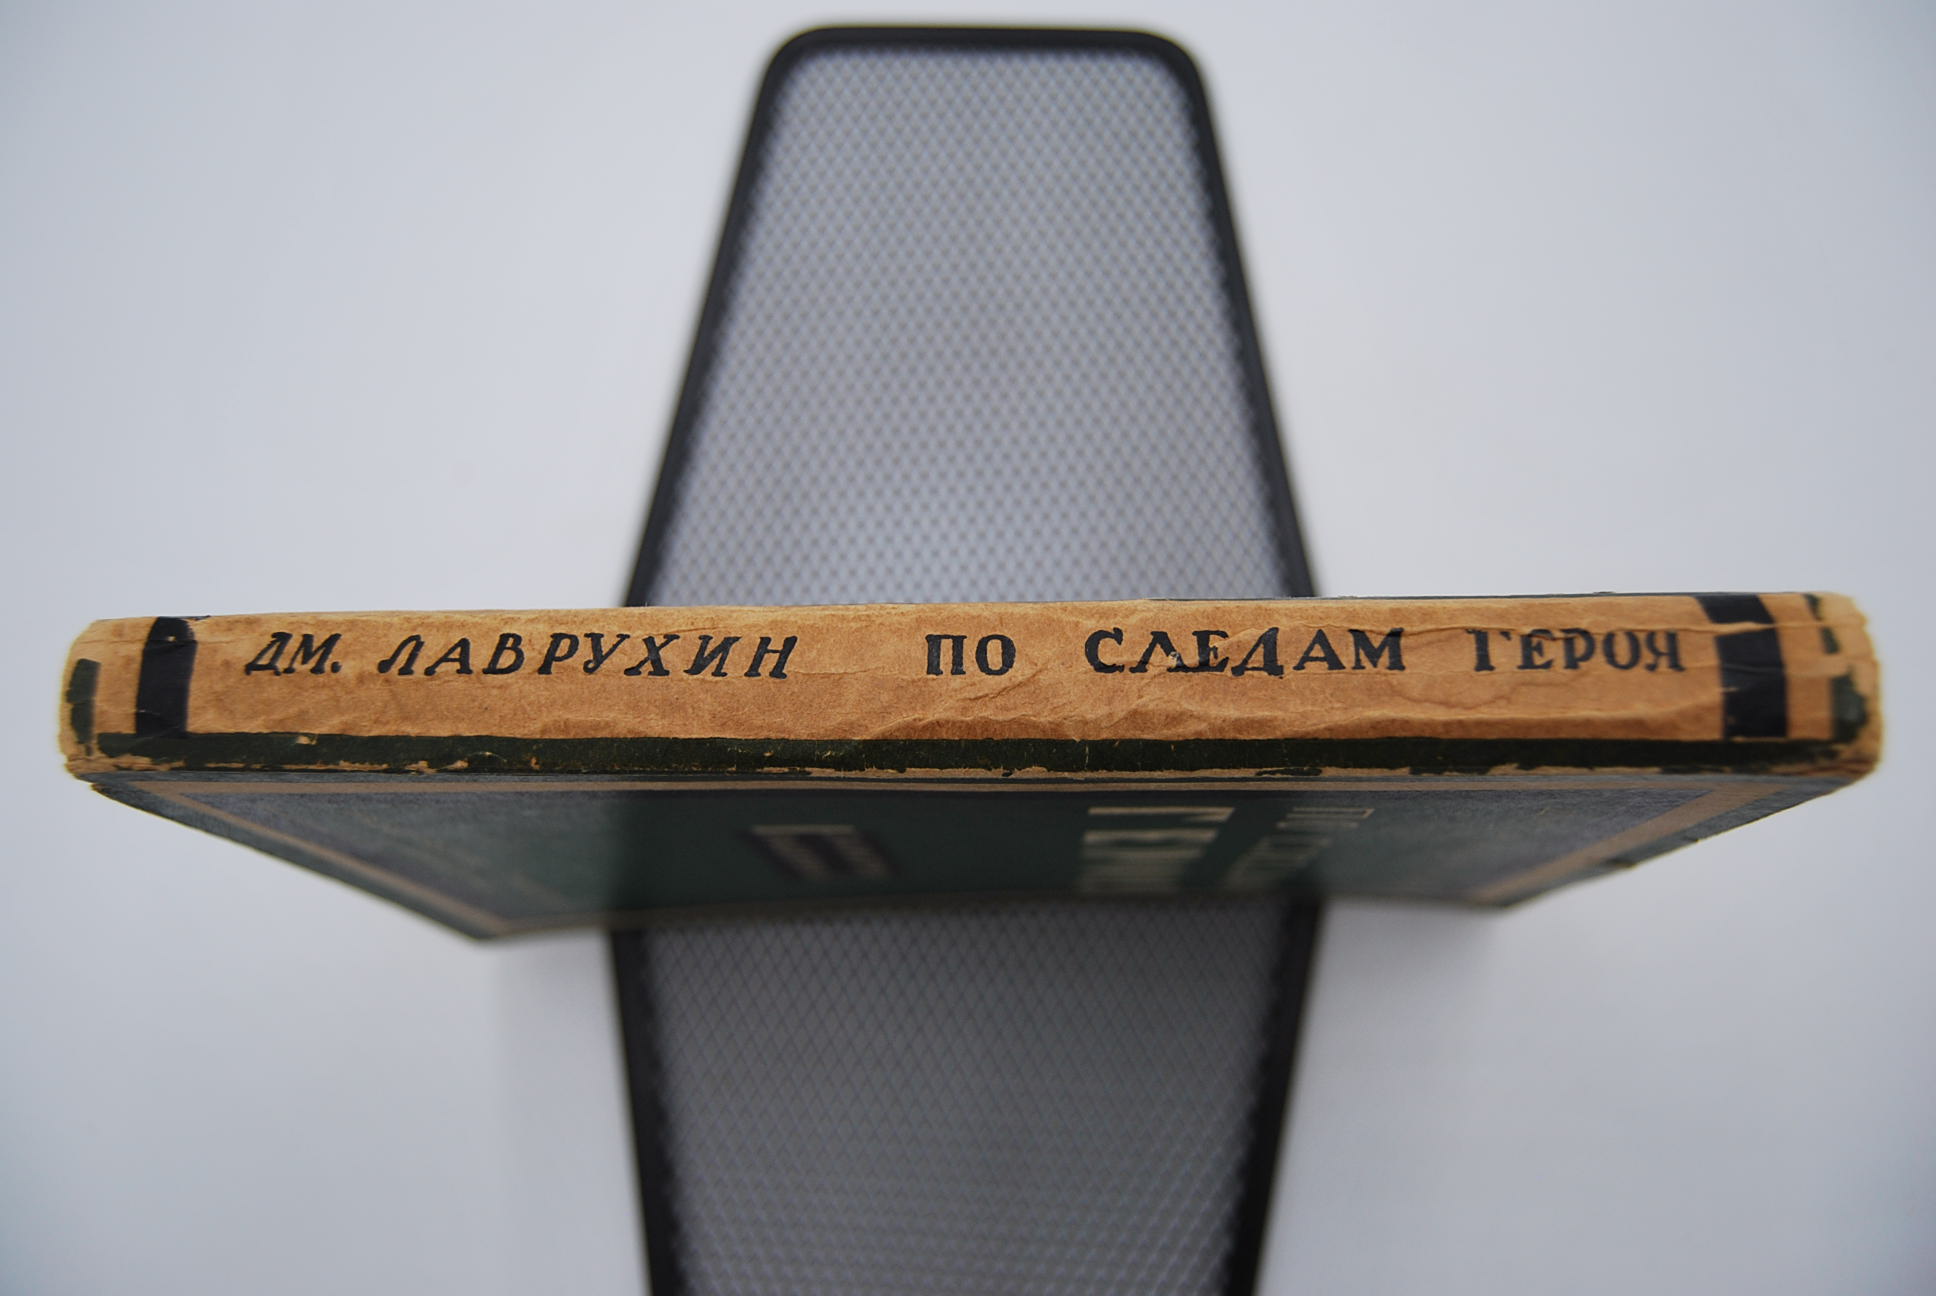 ДМ. ЛАВРУХИН ПО СЛЕДАМ ГЕРОЯ